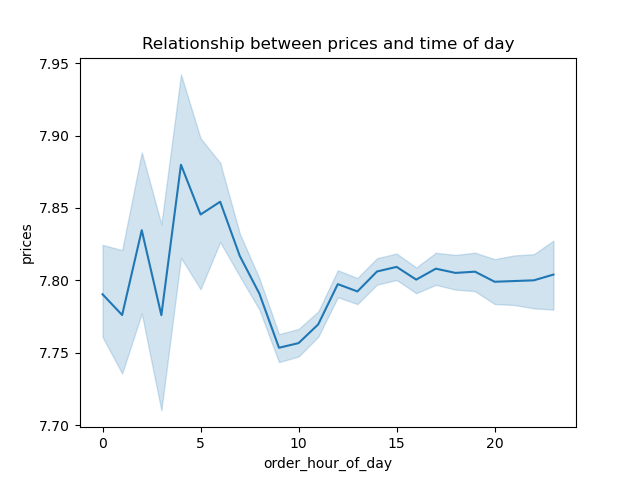 Relationship between prices and time of day
7.95
7.90
7.85
7.80
7.75
7.70
prices
0 5 10 15 20
order_hour_of_day